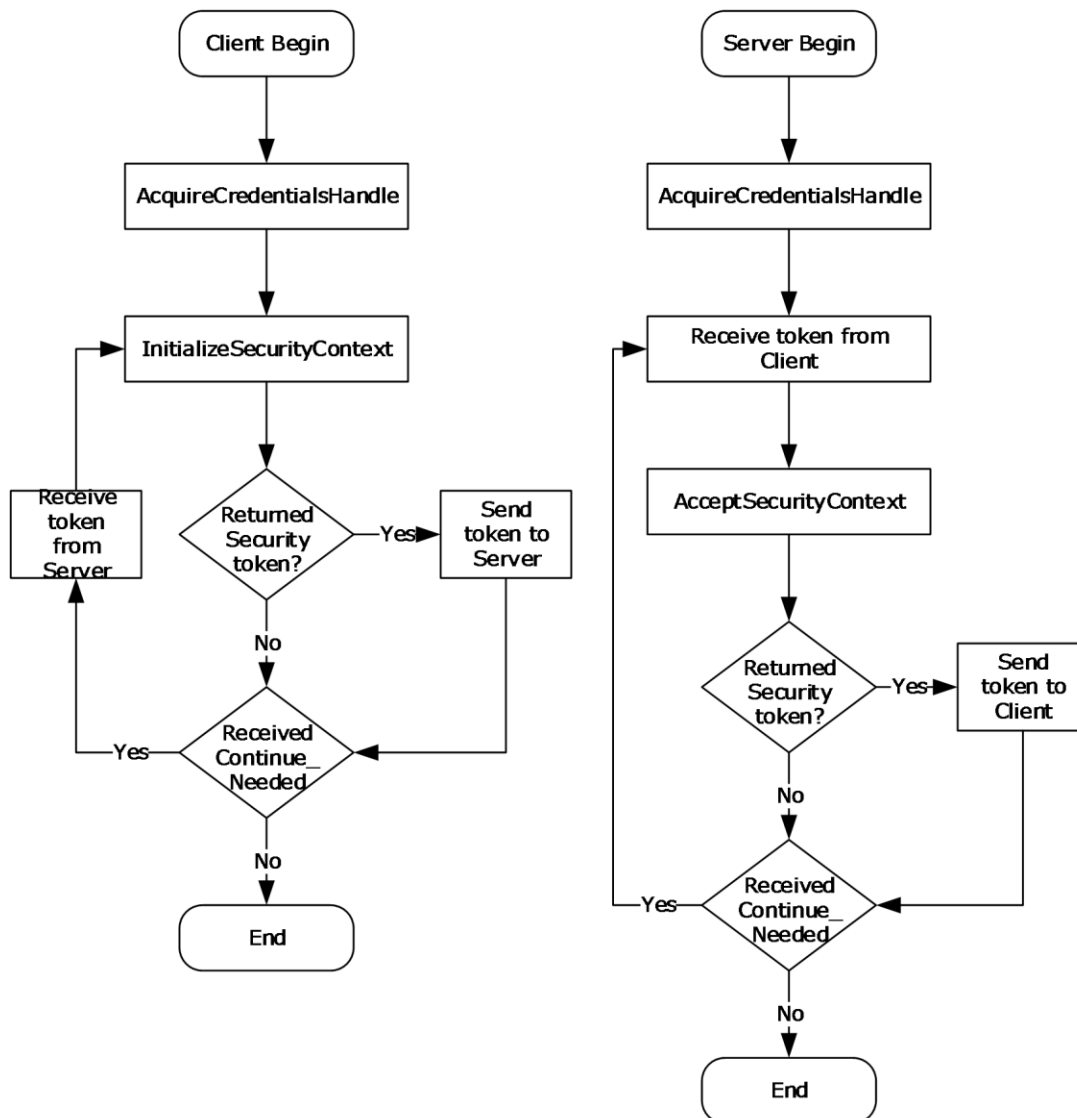 Client Begin
AcquireCredentialsHandle
InitializeSecurityContext
Receive
token
from
Server
Returned
Security
token?
Yes
Send
token to
Server
No
Yes
Received
Continue_
Needed
No
End
Server Begin
AcquireCredentialsHandle
Receive token from
Client
AcceptSecurityContext
Returned
Security
token?
Yes
Send
token to
Client
No
Yes
Received
Continue_
Needed
No
End